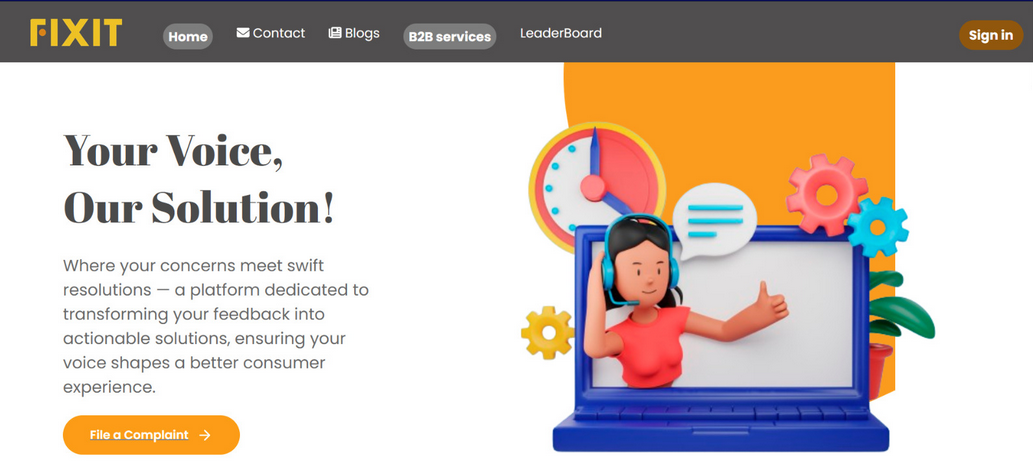 FIXIT
Home Contact Blogs B2B services LeaderBoard Sign in
Your Voice,
Our Solution!
Where your concerns meet swift
resolutions — a platform dedicated to
transforming your feedback into
actionable solutions, ensuring your
voice shapes a better consumer
experience.
File a Complaint →